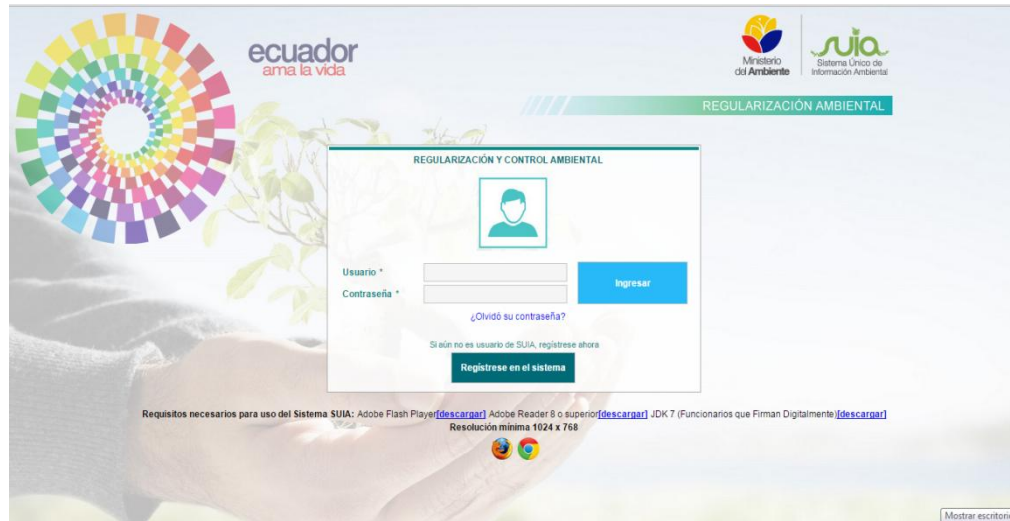 ecuador
ama la vida
Ministerio
del Ambiente
suia
Sistema Único de
Información Ambiental
REGULARIZACIÓN AMBIENTAL
REGULARIZACIÓN Y CONTROL AMBIENTAL
Usuario *
Contraseña *
Ingresar
¿Olvidó su contraseña?
Si aún no es usuario de SUIA, regístrese ahora
Regístrese en el sistema
Requisitos necesarios para uso del Sistema SUIA: Adobe Flash Player[descargar] Adobe Reader 8 o superior[descargar] JDK 7 (Funcionarios que Firman Digitalmente)[descargar]
Resolución mínima 1024 x 768
Mostrar escritorio